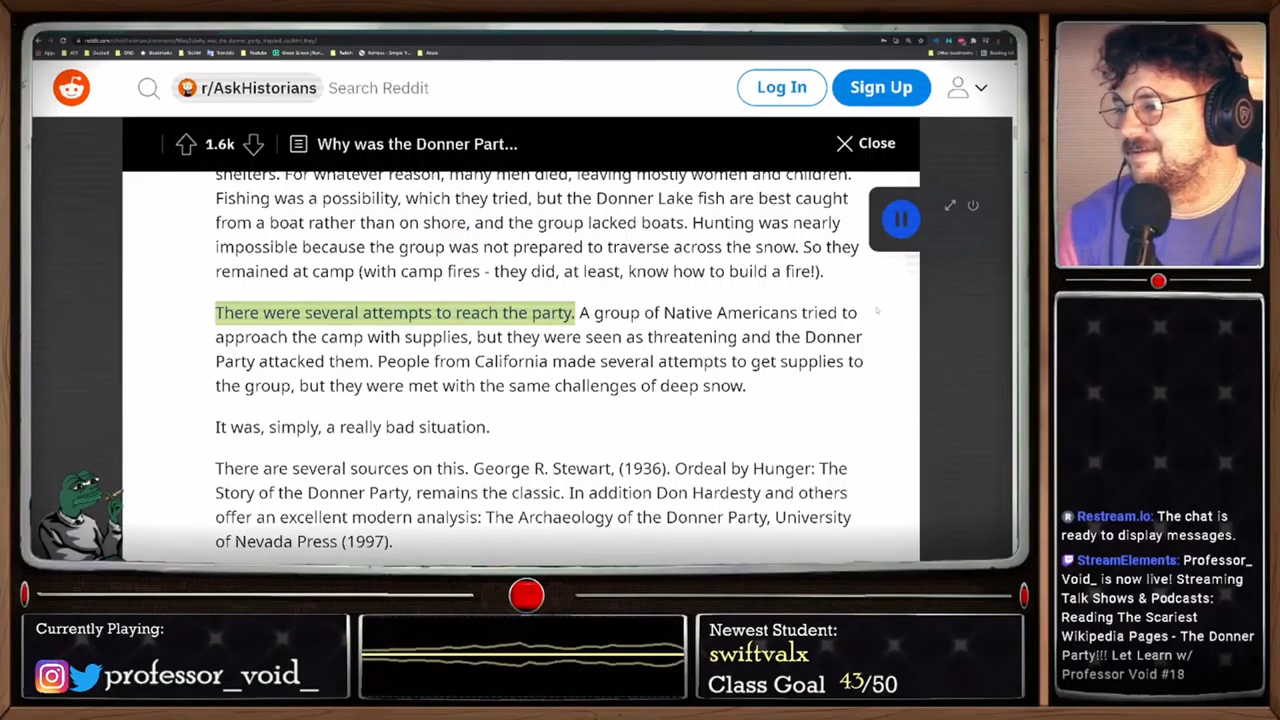 r/AskHistorians
Search Reddit
Log In
Sign Up
1.6k
Why was the Donner Part...
Close
shelters. For whatever reason, many men died, leaving mostly women and children.
Fishing was a possibility, which they tried, but the Donner Lake fish are best caught
from a boat rather than on shore, and the group lacked boats. Hunting was nearly
impossible because the group was not prepared to traverse across the snow. So they
remained at camp (with camp fires - they did, at least, know how to build a fire!).
There were several attempts to reach the party. A group of Native Americans tried to
approach the camp with supplies, but they were seen as threatening and the Donner
Party attacked them. People from California made several attempts to get supplies to
the group, but they were met with the same challenges of deep snow.
It was, simply, a really bad situation.
There are several sources on this. George R. Stewart, (1936). Ordeal by Hunger: The
Story of the Donner Party, remains the classic. In addition Don Hardesty and others
offer an excellent modern analysis: The Archaeology of the Donner Party, University
of Nevada Press (1997).
Restream.io: The chat is
ready to display messages.
StreamElements: Professor_
Void_ is now live! Streaming
Talk Shows & Podcasts:
Reading The Scariest
Wikipedia Pages - The Donner
Party!!! Let Learn w/
Professor Void #18
Currently Playing:
professor_void_
Newest Student:
swiftvalx
Class Goal 43/50